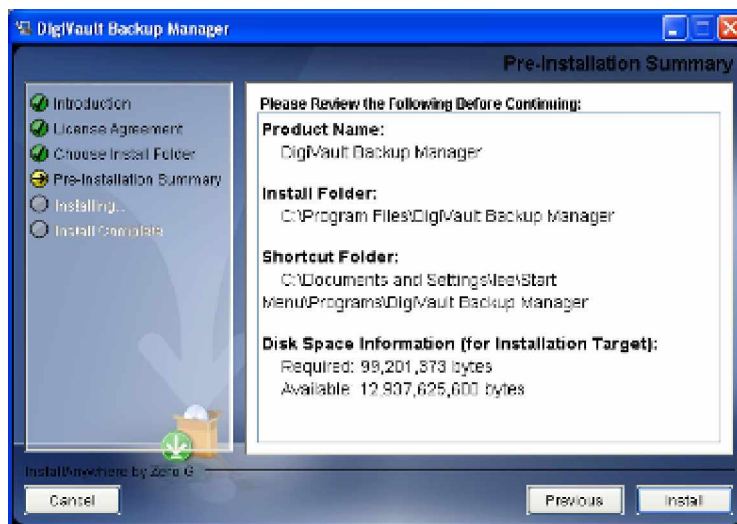 DigiVault Backup Manager
Pre-Installation Summary
Introduction
License Agreement
Choose Install Folder
Pre-Installation Summary
Installing...
Install Complete
Please Review the Following Before Continuing:
Product Name:
DigiVault Backup Manager
Install Folder:
C:\Program Files\DigiVault Backup Manager
Shortcut Folder:
C:\Documents and Settings\lee\Start
Menu\Programs\DigiVault Backup Manager
Disk Space Information (for Installation Target):
Required: 99,201,373 bytes
Available: 12,937,625,600 bytes
InstallAnywhere by Zero G
Cancel
Previous
Install